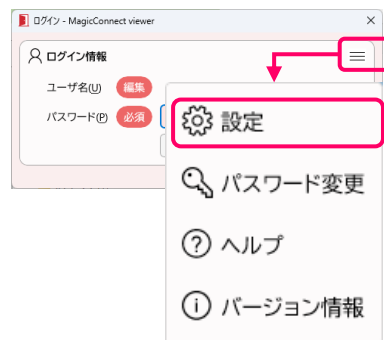 ログイン - MagicConnect viewer
ログイン情報
ユーザ名(U) 編集
パスワード(P) 必須
設定
パスワード変更
ヘルプ
バージョン情報